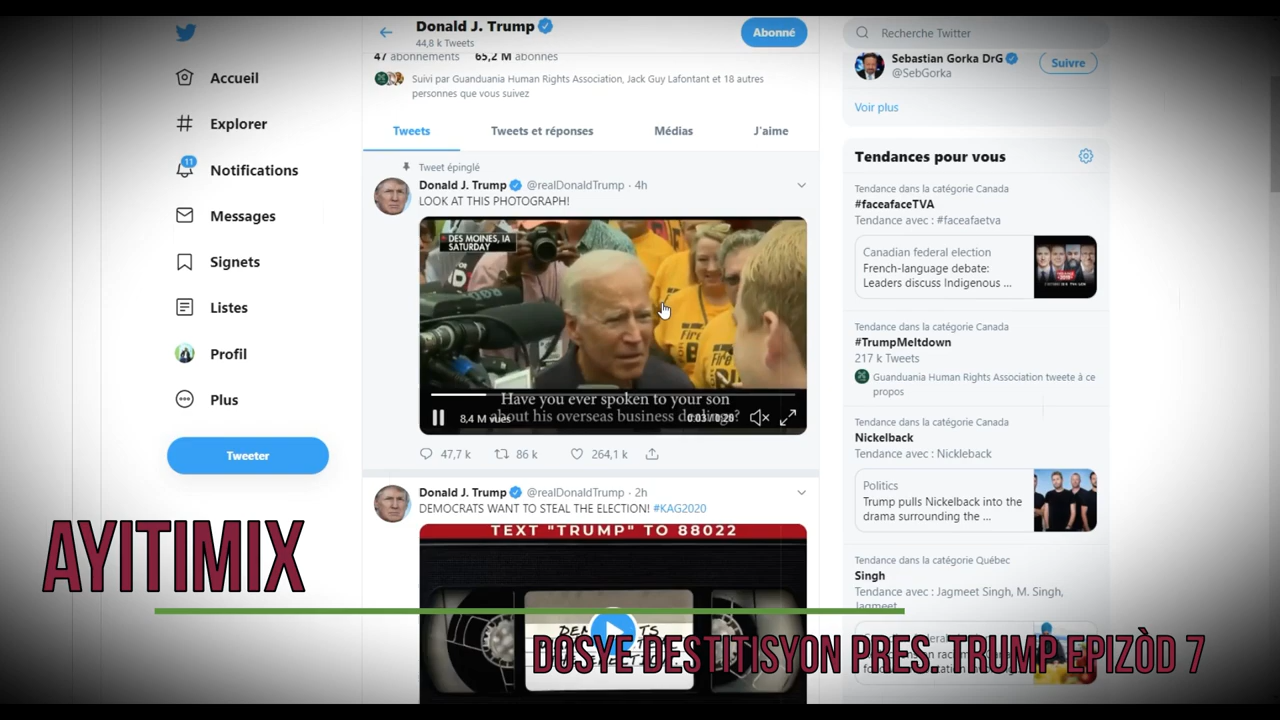 Donald J. Trump
44,8 k Tweets
Abonné
47 abonnements 65,2 M abonnés
Suivi par Guanduania Human Rights Association, Jack Guy Lafontant et 18 autres
personnes que vous suivez
Tweets
Tweets et réponses
Médias
J'aime
Accueil
Explorer
11
Notifications
Messages
Signets
Listes
Profil
Plus
Tweeter
Tweet épinglé
Donald J. Trump @realDonaldTrump · 4h
LOOK AT THIS PHOTOGRAPH!
DES MOINES, IA
SATURDAY
Have you ever spoken to your son
about his overseas business dealings?
8,4 M vues
47,7 k
86 k
264,1 k
Donald J. Trump @realDonaldTrump · 2h
DEMOCRATS WANT TO STEAL THE ELECTION! #KAG2020
TEXT "TRUMP" TO 88022
Recherche Twitter
Sebastian Gorka DrG
@SebGorka
Suivre
Voir plus
Tendances pour vous
Tendance dans la catégorie Canada
#faceafaceTVA
Tendance avec : #faceafaetva
Canadian federal election
French-language debate:
Leaders discuss Indigenous ...
Tendance dans la catégorie Canada
#TrumpMeltdown
217 k Tweets
Guanduania Human Rights Association tweete à ce
propos
Tendance dans la catégorie Canada
Nickelback
Tendance avec : Nickleback
Politics
Trump pulls Nickelback into the
drama surrounding the ...
Tendance dans la catégorie Québec
Singh
Tendance avec : Jagmeet Singh, M. Singh,
Jagmeet
AYITIMIX
DOSYE DESTITISYON PRES. TRUMP EPIZÒD 7